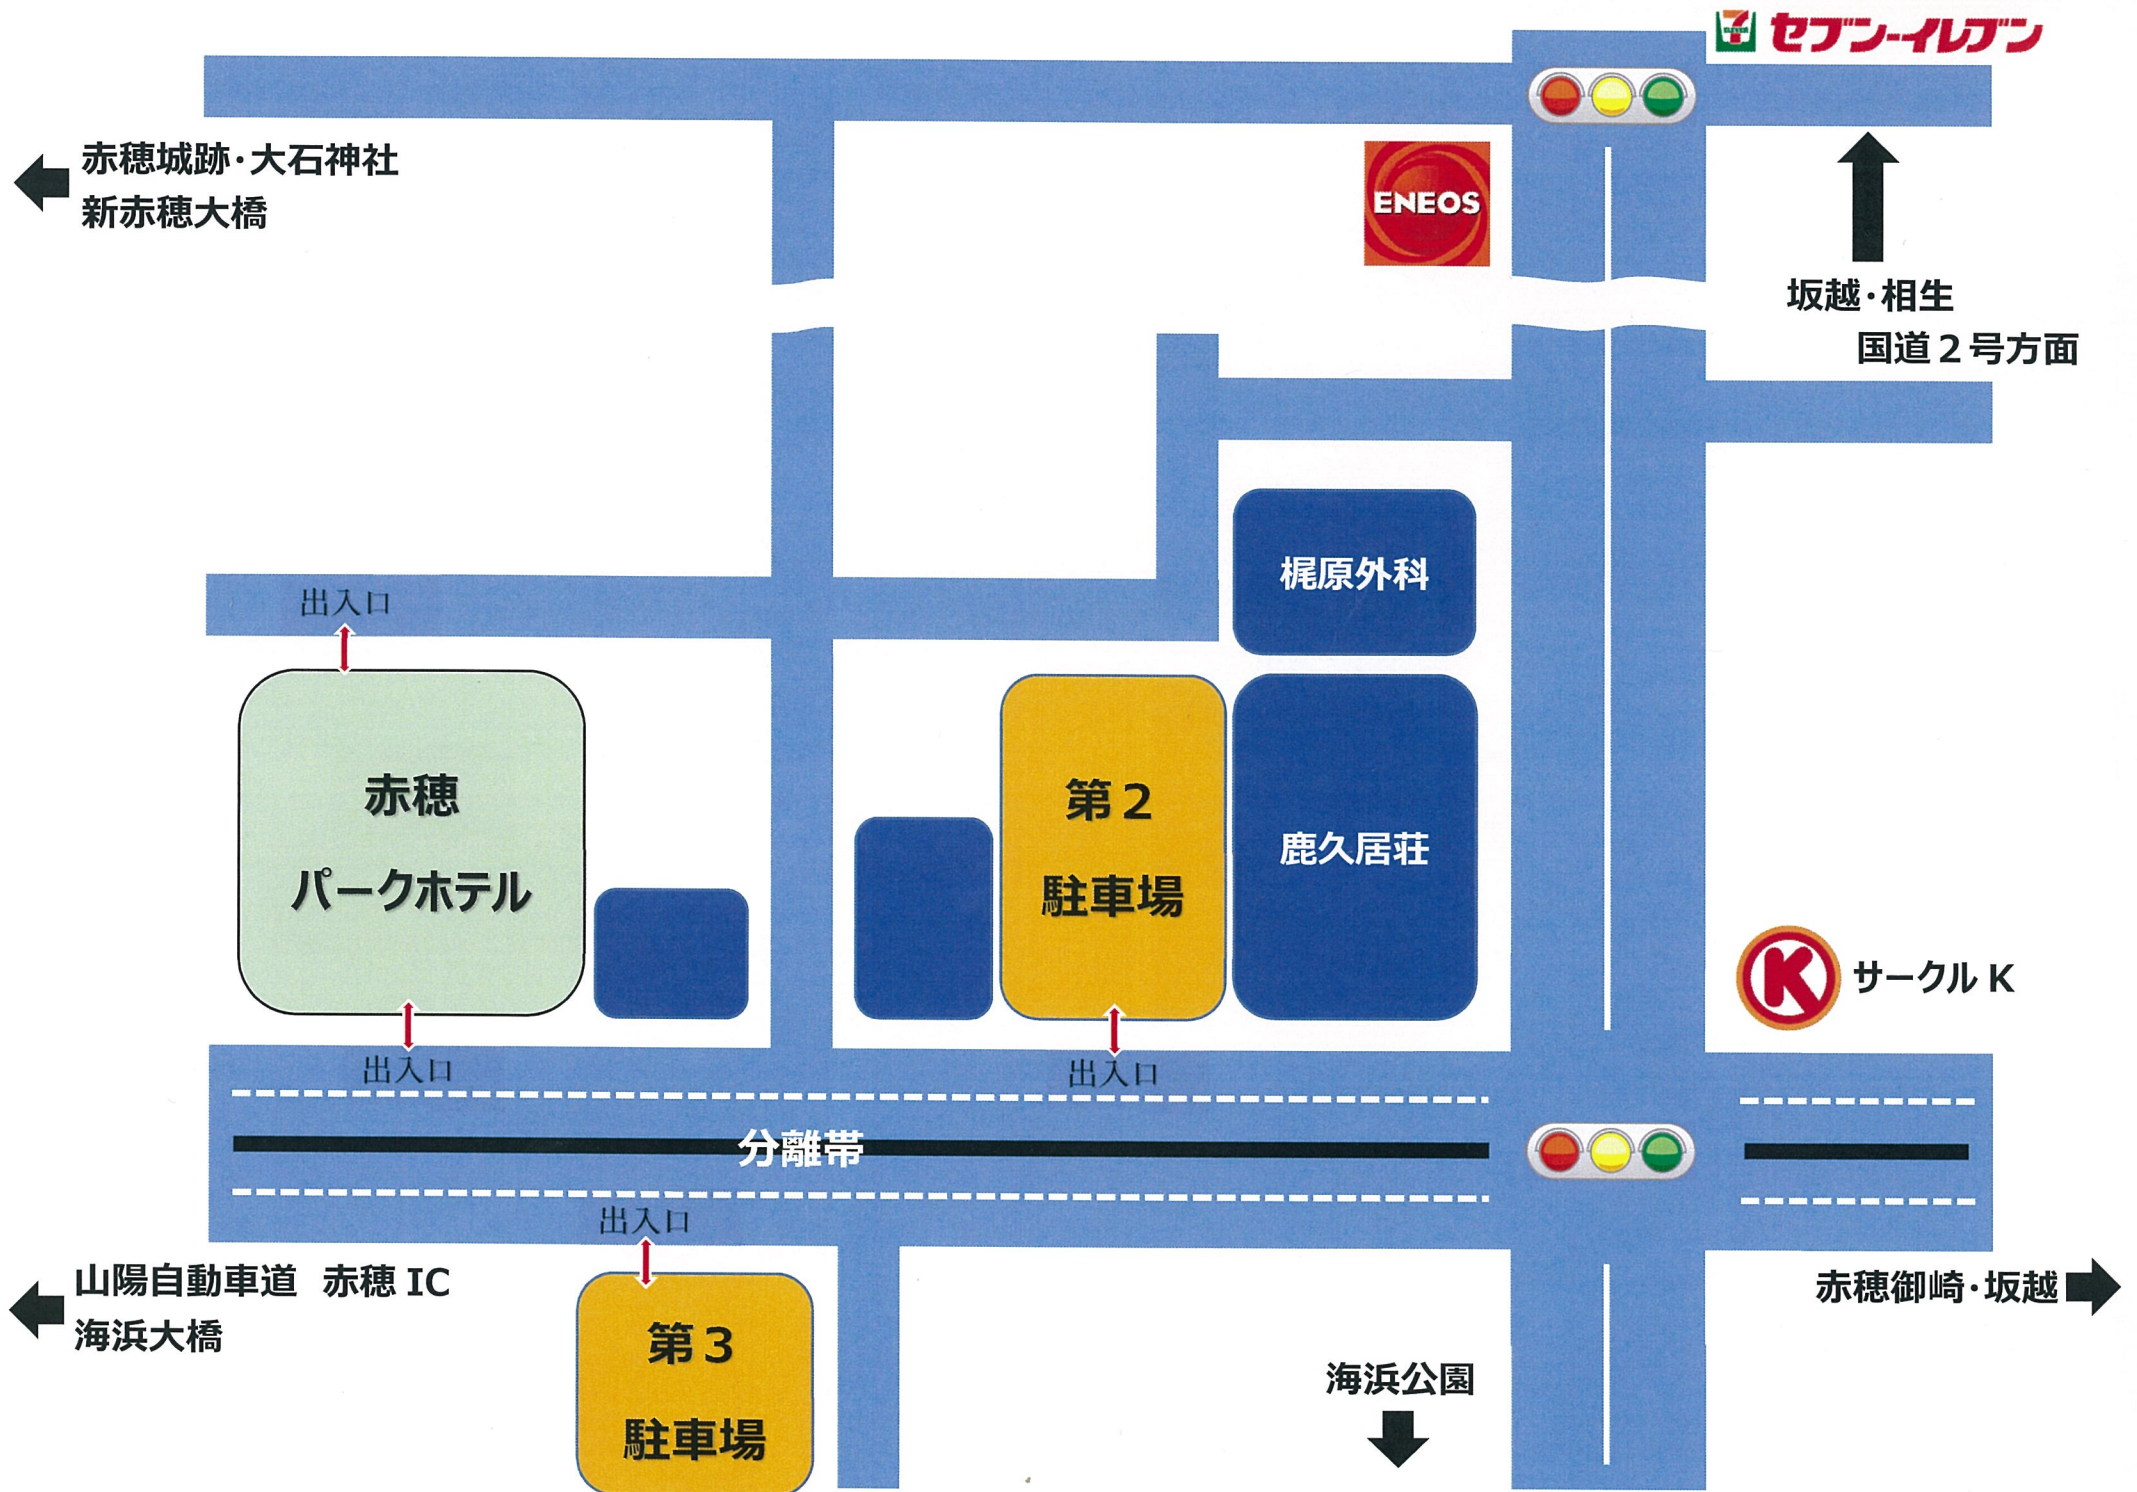 7 ELEVEN セブン-イレブン
赤穂城跡・大石神社
新赤穂大橋
ENEOS
坂越・相生
国道２号方面
梶原外科
出入口
赤穂
パークホテル
第２
駐車場
鹿久居荘
K サークル K
出入口
出入口
分離帯
出入口
山陽自動車道 赤穂 IC
海浜大橋
赤穂御崎・坂越
第３
駐車場
海浜公園